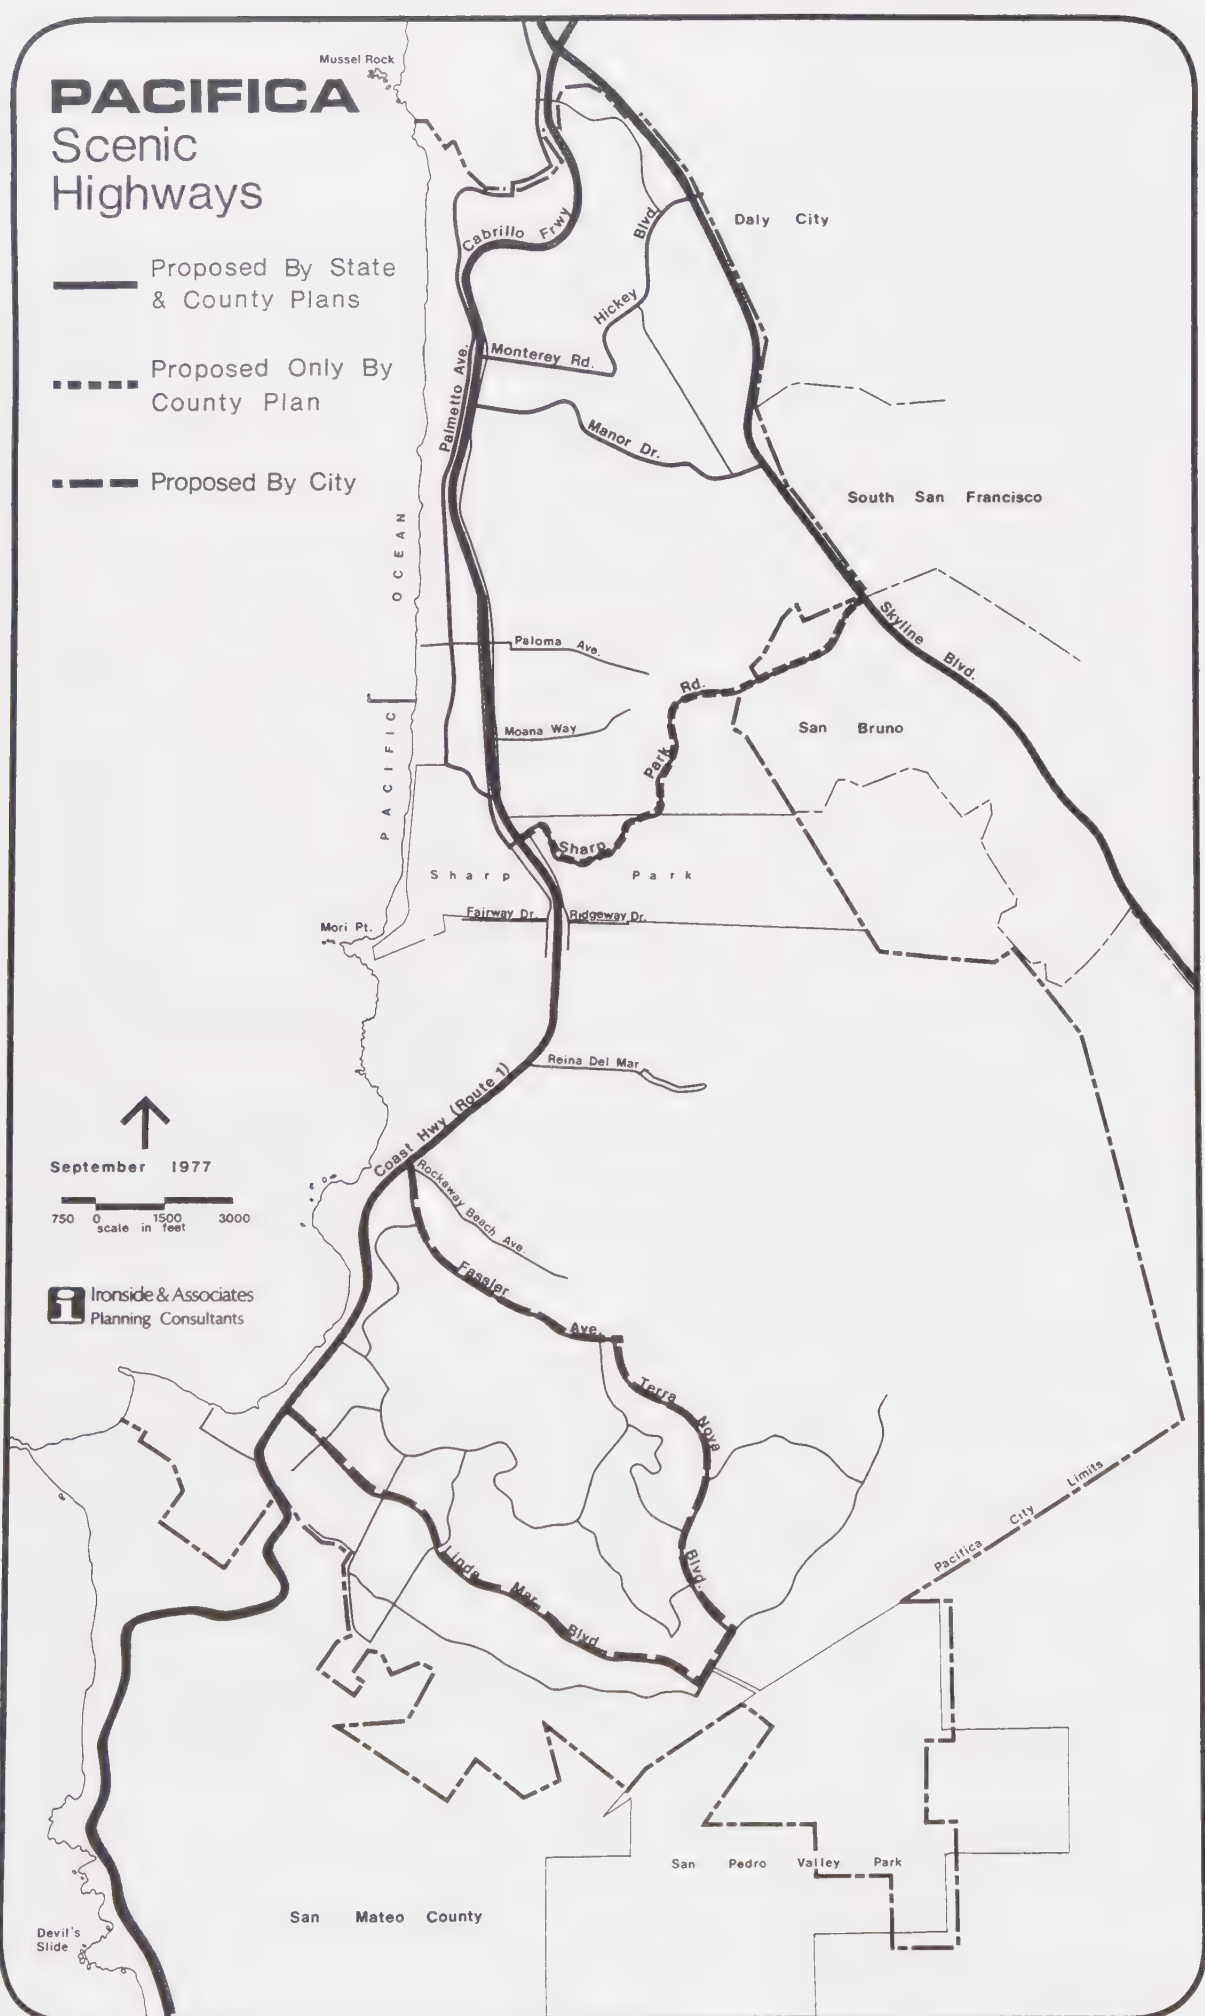 Mussel Rock
PACIFICA
Scenic
Highways
Proposed By State
& County Plans
Proposed Only By
County Plan
Proposed By City
Daly City
Cabrillo Frwy
Hickey Blvd.
Monterey Rd.
Palmetto Ave.
Manor Dr.
South San Francisco
PACIFIC OCEAN
Skyline Blvd.
Paloma Ave.
Sharp Park Rd.
San Bruno
Moana Way
Sharp Park
Fairway Dr.
Ridgeway Dr.
Mori Pt.
Reina Del Mar
Coast Hwy (Route 1)
September 1977
750 0 1500 3000
scale in feet
Rockaway Beach Ave.
i Ironside & Associates
Planning Consultants
Fassler Ave.
Terra Nova Blvd.
Pacifica City Limits
Linda Mar Blvd.
San Pedro Valley Park
San Mateo County
Devil's
Slide